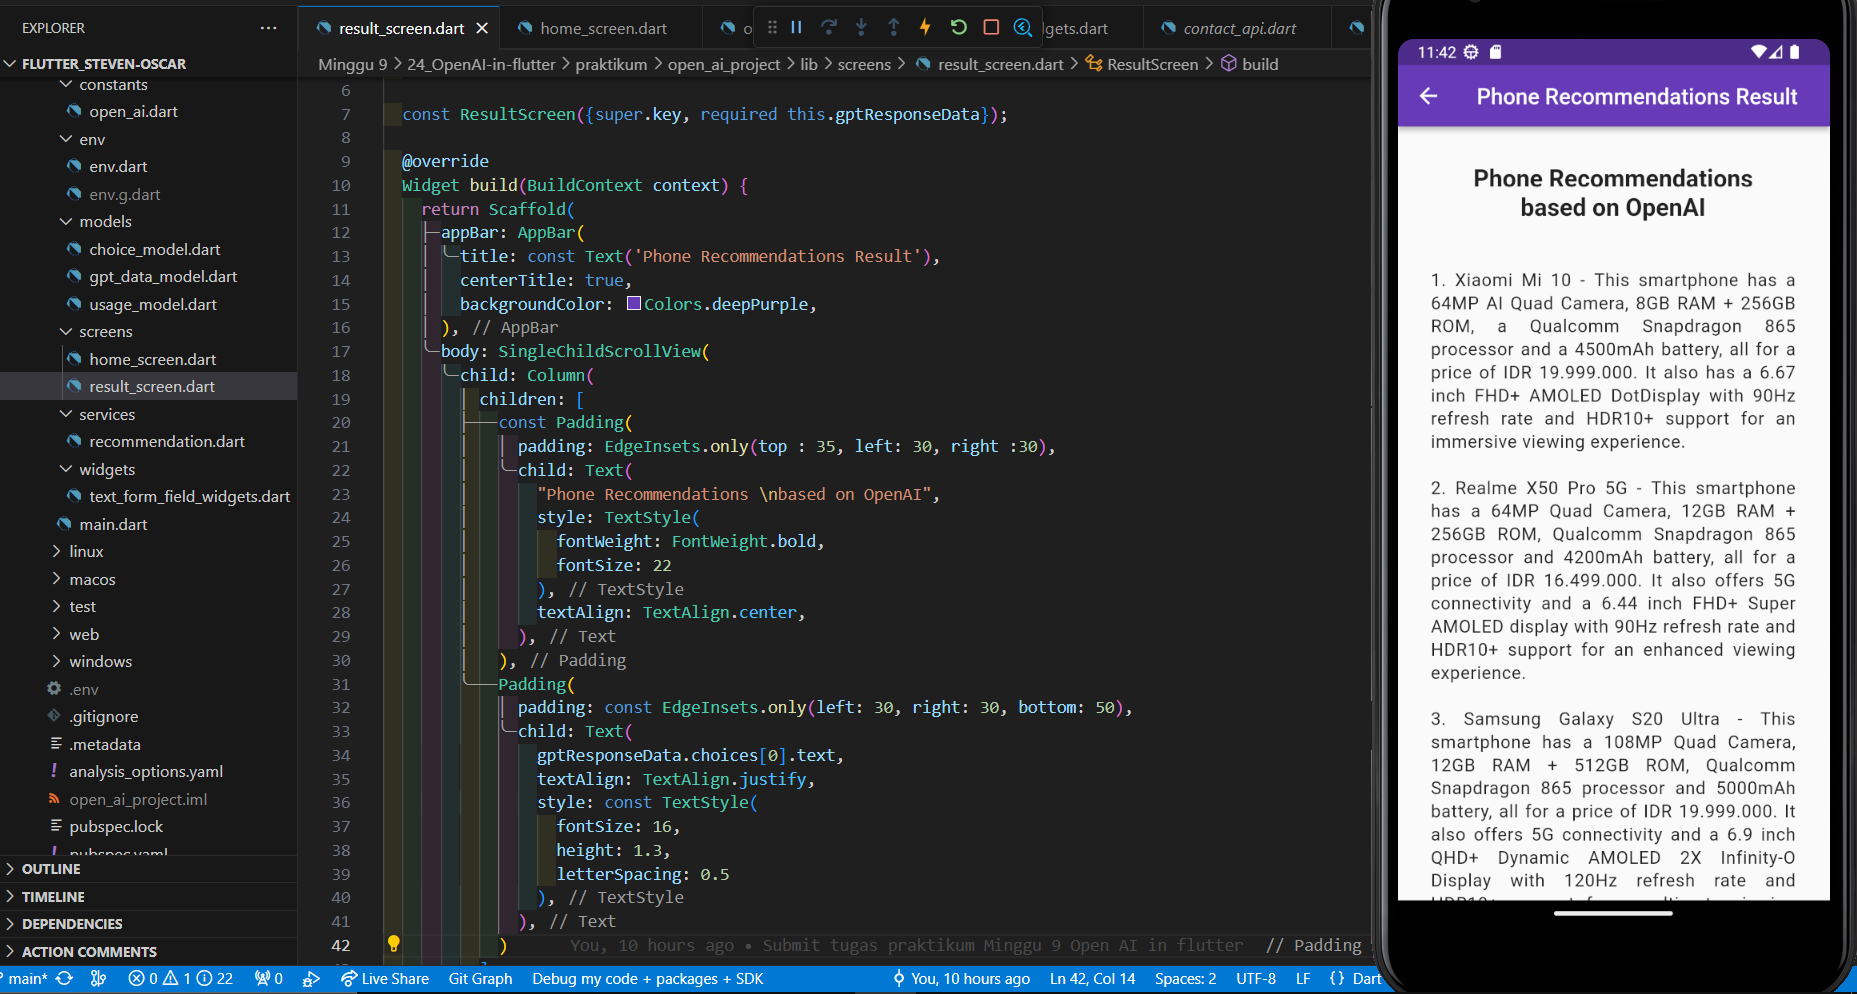 EXPLORER
FLUTTER_STEVEN-OSCAR
constants
open_ai.dart
env
env.dart
env.g.dart
models
choice_model.dart
gpt_data_model.dart
usage_model.dart
screens
home_screen.dart
result_screen.dart
services
recommendation.dart
widgets
text_form_field_widgets.dart
main.dart
linux
macos
test
web
windows
.env
.gitignore
.metadata
analysis_options.yaml
open_ai_project.iml
pubspec.lock
pubspec.yaml
OUTLINE
TIMELINE
DEPENDENCIES
ACTION COMMENTS
result_screen.dart
home_screen.dart
lgets.dart
contact_api.dart
Minggu 9 > 24_OpenAI-in-flutter > praktikum > open_ai_project > lib > screens > result_screen.dart > ResultScreen > build
6
7 const ResultScreen({super.key, required this.gptResponseData});
8
9 @override
10 Widget build(BuildContext context) {
11 return Scaffold(
12 appBar: AppBar(
13 title: const Text('Phone Recommendations Result'),
14 centerTitle: true,
15 backgroundColor: Colors.deepPurple,
16 ), // AppBar
17 body: SingleChildScrollView(
18 child: Column(
19 children: [
20 const Padding(
21 padding: EdgeInsets.only(top : 35, left: 30, right :30),
22 child: Text(
23 "Phone Recommendations \nbased on OpenAI",
24 style: TextStyle(
25 fontWeight: FontWeight.bold,
26 fontSize: 22
27 ), // TextStyle
28 textAlign: TextAlign.center,
29 ), // Text
30 ), // Padding
31 Padding(
32 padding: const EdgeInsets.only(left: 30, right: 30, bottom: 50),
33 child: Text(
34 gptResponseData.choices[0].text,
35 textAlign: TextAlign.justify,
36 style: const TextStyle(
37 fontSize: 16,
38 height: 1.3,
39 letterSpacing: 0.5
40 ), // TextStyle
41 ), // Text
42 ) You, 10 hours ago • Submit tugas praktikum Minggu 9 Open AI in flutter // Padding
main* 0 1 22 0 Live Share Git Graph Debug my code + packages + SDK You, 10 hours ago Ln 42, Col 14 Spaces: 2 UTF-8 LF {} Dart
11:42
Phone Recommendations Result
Phone Recommendations
based on OpenAI
1. Xiaomi Mi 10 - This smartphone has a
64MP AI Quad Camera, 8GB RAM + 256GB
ROM, a Qualcomm Snapdragon 865
processor and a 4500mAh battery, all for a
price of IDR 19.999.000. It also has a 6.67
inch FHD+ AMOLED DotDisplay with 90Hz
refresh rate and HDR10+ support for an
immersive viewing experience.
2. Realme X50 Pro 5G - This smartphone
has a 64MP Quad Camera, 12GB RAM +
256GB ROM, Qualcomm Snapdragon 865
processor and 4200mAh battery, all for a
price of IDR 16.499.000. It also offers 5G
connectivity and a 6.44 inch FHD+ Super
AMOLED display with 90Hz refresh rate and
HDR10+ support for an enhanced viewing
experience.
3. Samsung Galaxy S20 Ultra - This
smartphone has a 108MP Quad Camera,
12GB RAM + 512GB ROM, Qualcomm
Snapdragon 865 processor and 5000mAh
battery, all for a price of IDR 19.999.000. It
also offers 5G connectivity and a 6.9 inch
QHD+ Dynamic AMOLED 2X Infinity-O
Display with 120Hz refresh rate and